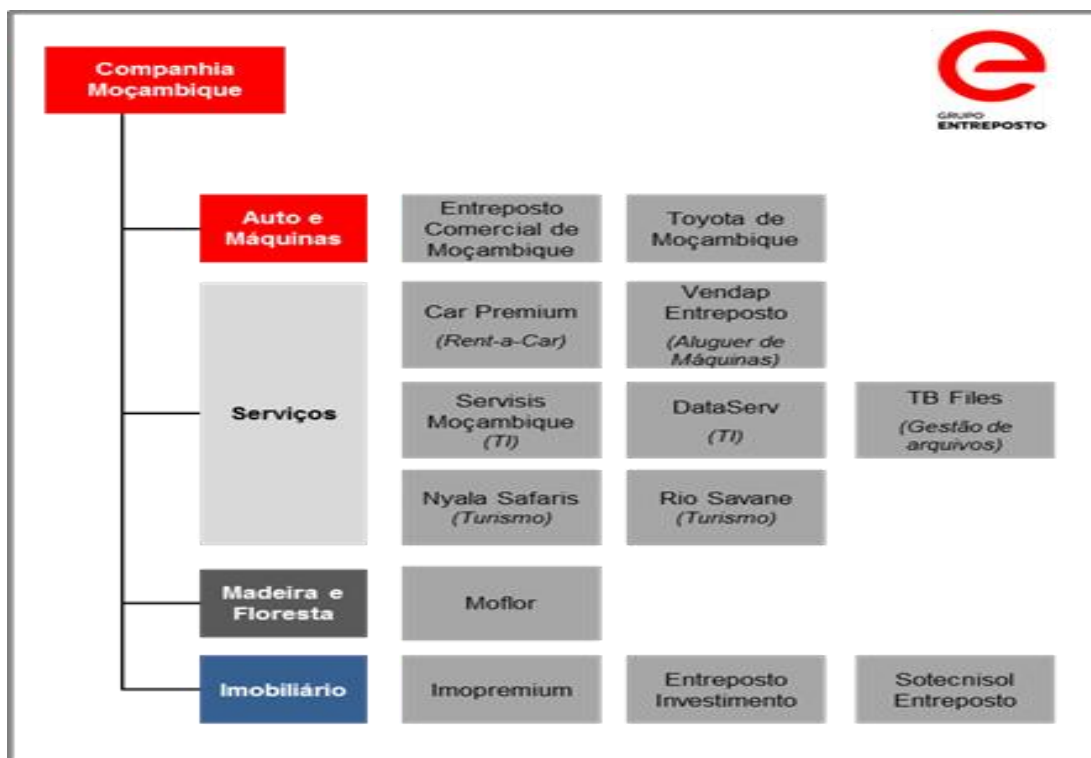 Companhia
Moçambique
GRUPO
ENTREPOSTO
Auto e
Máquinas
Entreposto
Comercial de
Moçambique
Toyota de
Moçambique
Serviços
Car Premium
(Rent-a-Car)
Vendap
Entreposto
(Aluguer de
Máquinas)
Servisis
Moçambique
(TI)
DataServ
(TI)
TB Files
(Gestão de
arquivos)
Nyala Safaris
(Turismo)
Rio Savane
(Turismo)
Madeira e
Floresta
Moflor
Imobiliário
Imopremium
Entreposto
Investimento
Sotecnisol
Entreposto